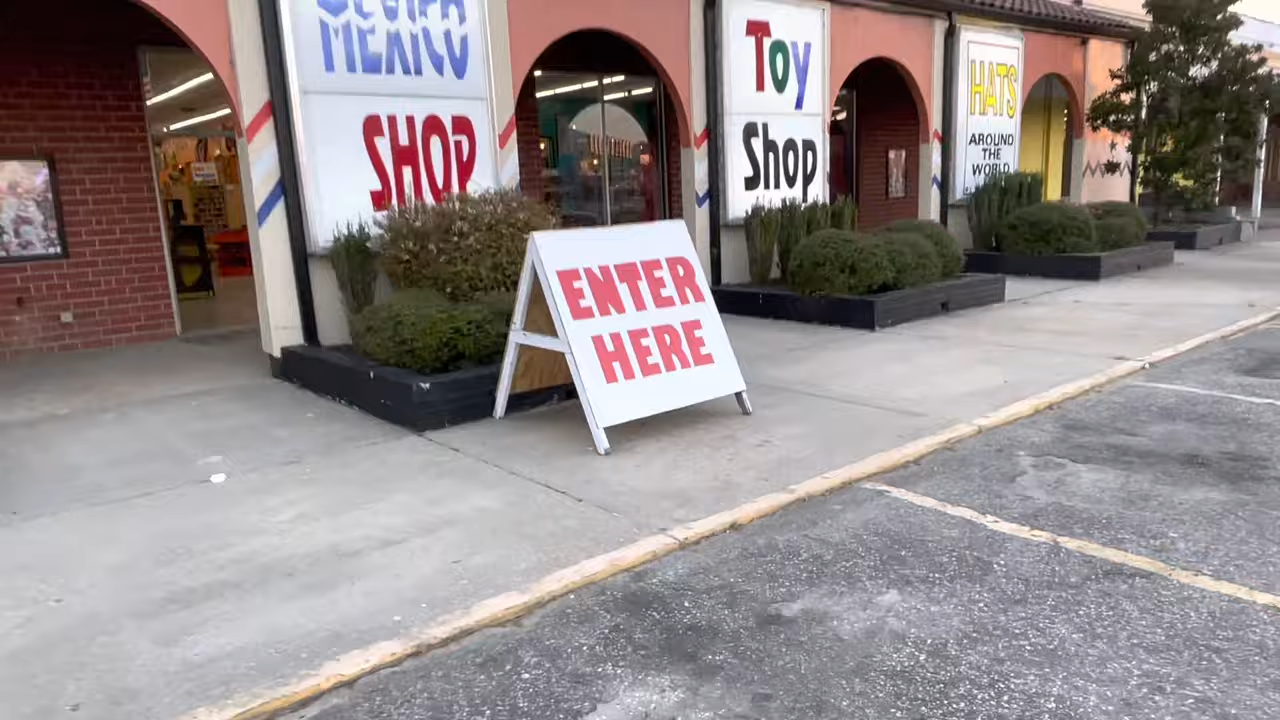 MEXICO
SHOP
Toy
Shop
HATS
AROUND
THE
WORLD
ENTER
HERE